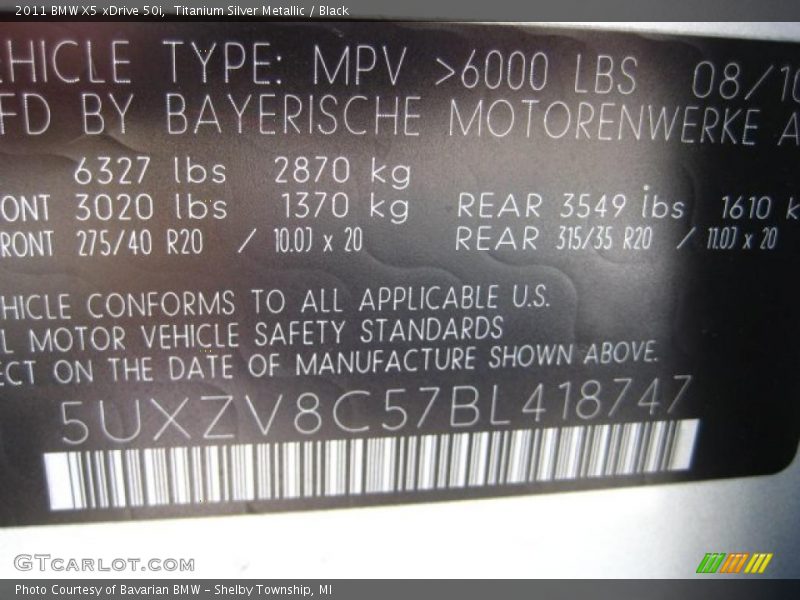 2011 BMW X5 xDrive 50i, Titanium Silver Metallic / Black
EHICLE TYPE: MPV >6000 LBS 08/10
FD BY BAYERISCHE MOTORENWERKE A
6327 lbs 2870 kg
ONT 3020 lbs 1370 kg REAR 3549 lbs 1610 k
RONT 275/40 R20 / 10.0J x 20 REAR 315/35 R20 / 11.0J x 20
HICLE CONFORMS TO ALL APPLICABLE U.S.
L MOTOR VEHICLE SAFETY STANDARDS
ECT ON THE DATE OF MANUFACTURE SHOWN ABOVE.
5UXZV8C57BL418747
GTCARLOT.COM
Photo Courtesy of Bavarian BMW – Shelby Township, MI